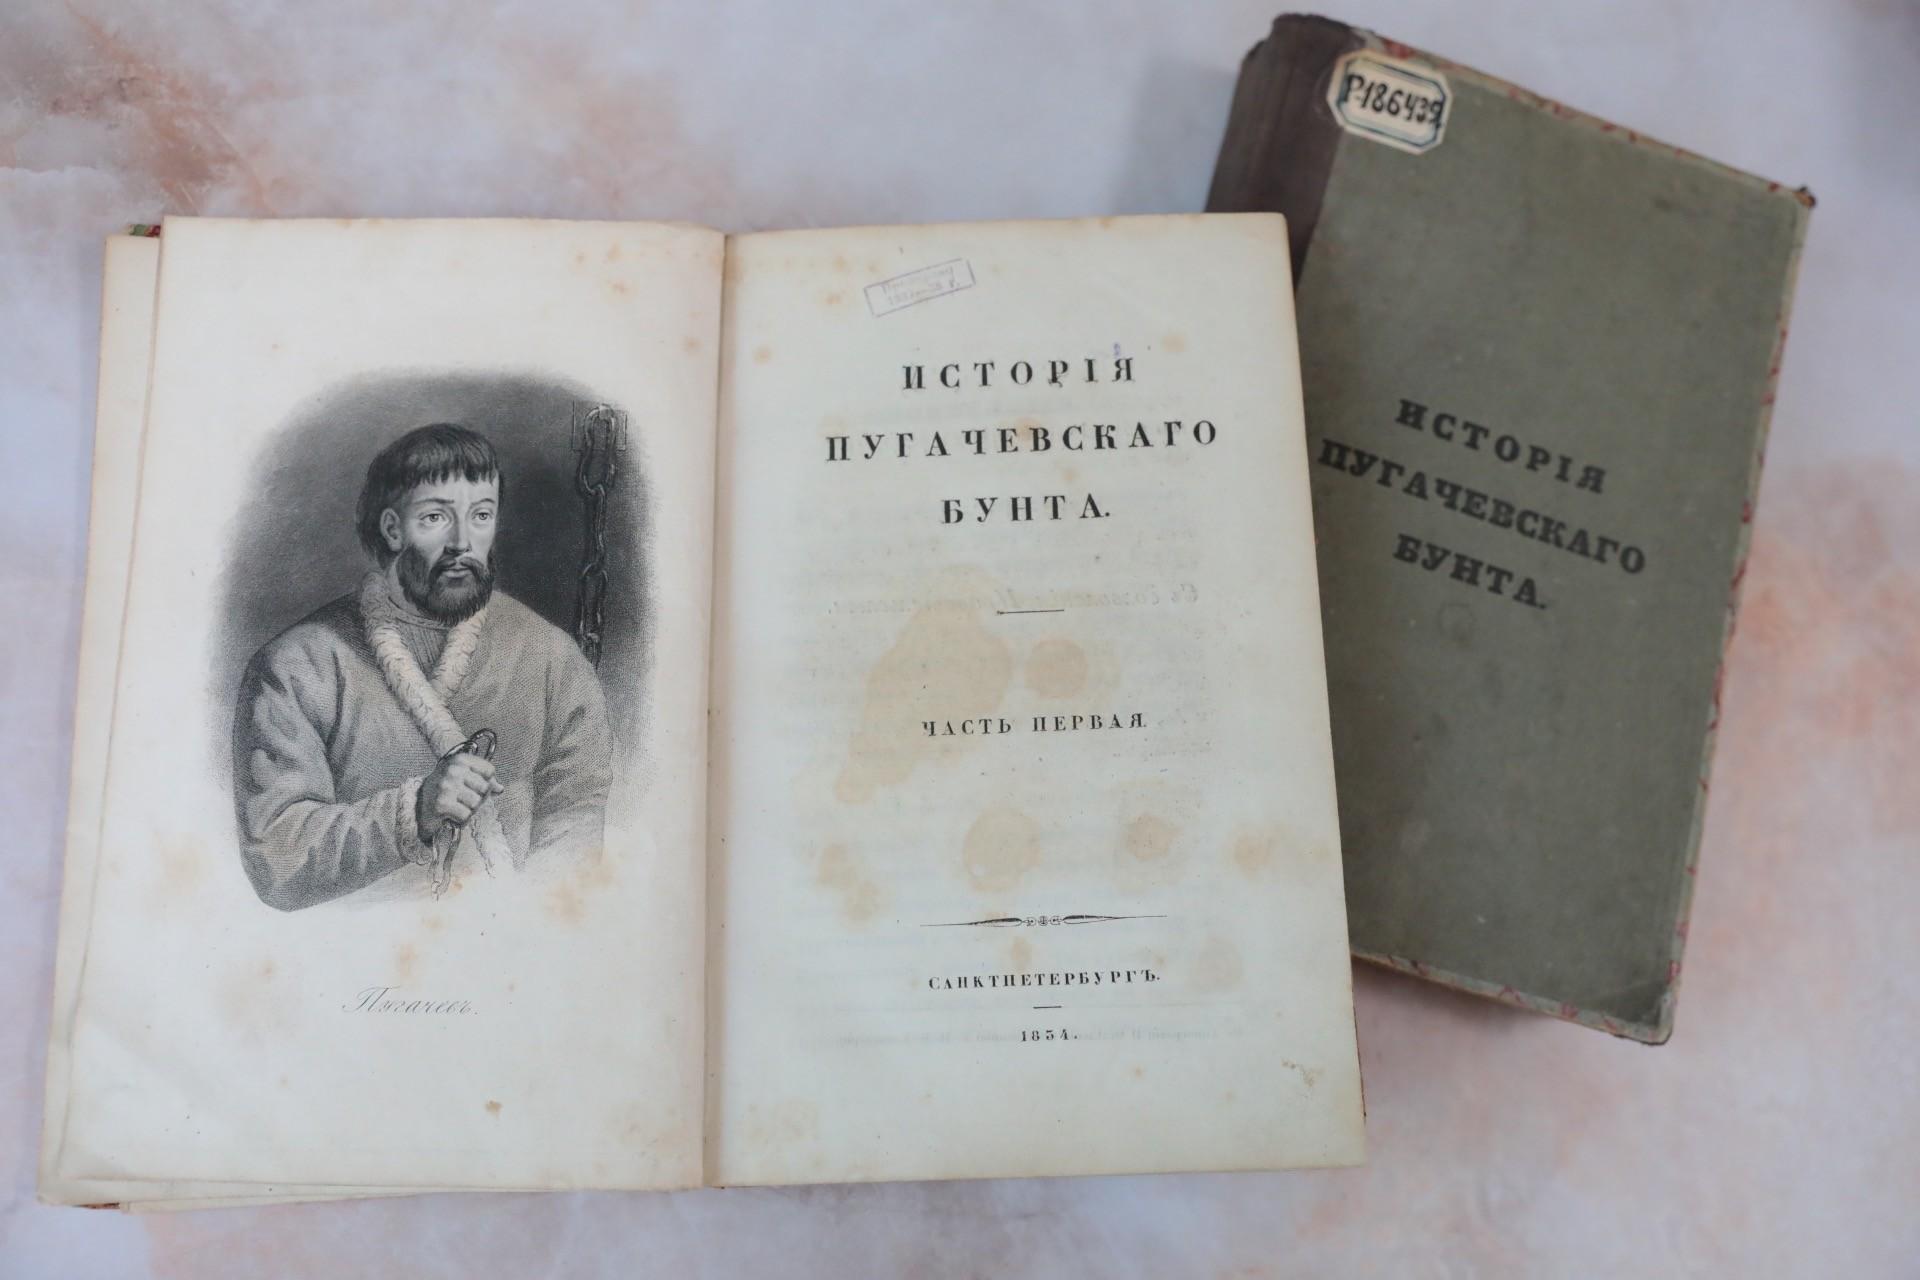 Пугачевъ.
ИСТОРІЯ
ПУГАЧЕВСКАГО
БУНТА.
ЧАСТЬ ПЕРВАЯ.
САНКТПЕТЕРБУРГЪ.
1834.
Р-186439
ИСТОРІЯ
ПУГАЧЕВСКАГО
БУНТА.